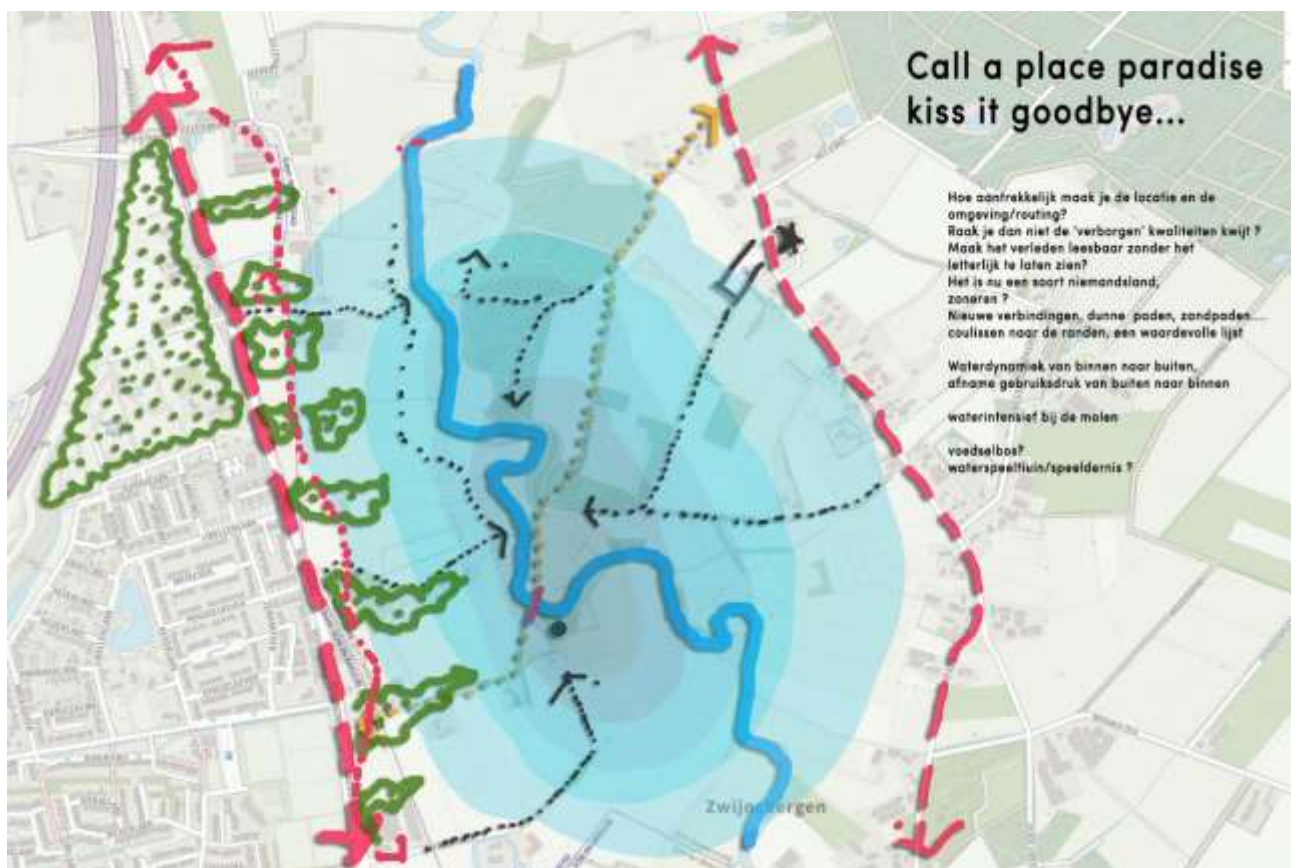 Call a place paradise
kiss it goodbye...
Hoe aantrekkelijk maak je de locatie en de
omgeving/routing?
Raak je dan niet de 'verborgen' kwaliteiten kwijt ?
Maak het verleden leesbaar zonder het
letterlijk te laten zien?
Het is nu een soort niemandsland,
zoneren ?
Nieuwe verbindingen, dunne paden, zandpaden....
coulissen naar de randen, een waardevolle lijst
Waterdynamiek van binnen naar buiten,
afname gebruiksdruk van buiten naar binnen
waterintensief bij de molen
voedselbos?
waterspeeltiuin/speeldernis ?
Zwijnsbergen